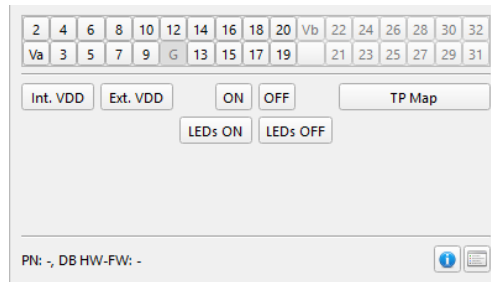 2 4 6 8 10 12 14 16 18 20 Vb 22 24 26 28 30 32
Va 3 5 7 9 G 13 15 17 19 21 23 25 27 29 31
Int. VDD Ext. VDD ON OFF TP Map
LEDs ON LEDs OFF
PN: -, DB HW-FW: -